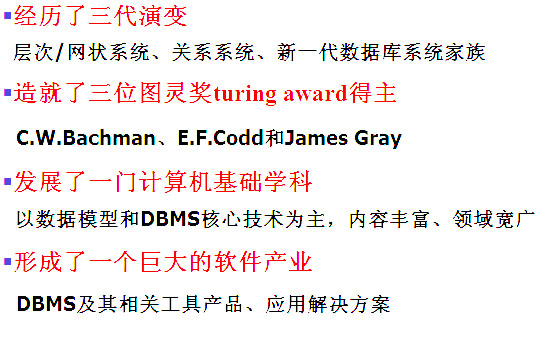 ▪经历了三代演变
层次/网状系统、关系系统、新一代数据库系统家族
▪造就了三位图灵奖turing award得主
C.W.Bachman、E.F.Codd和James Gray
▪发展了一门计算机基础学科
以数据模型和DBMS核心技术为主，内容丰富、领域宽广
▪形成了一个巨大的软件产业
DBMS及其相关工具产品、应用解决方案